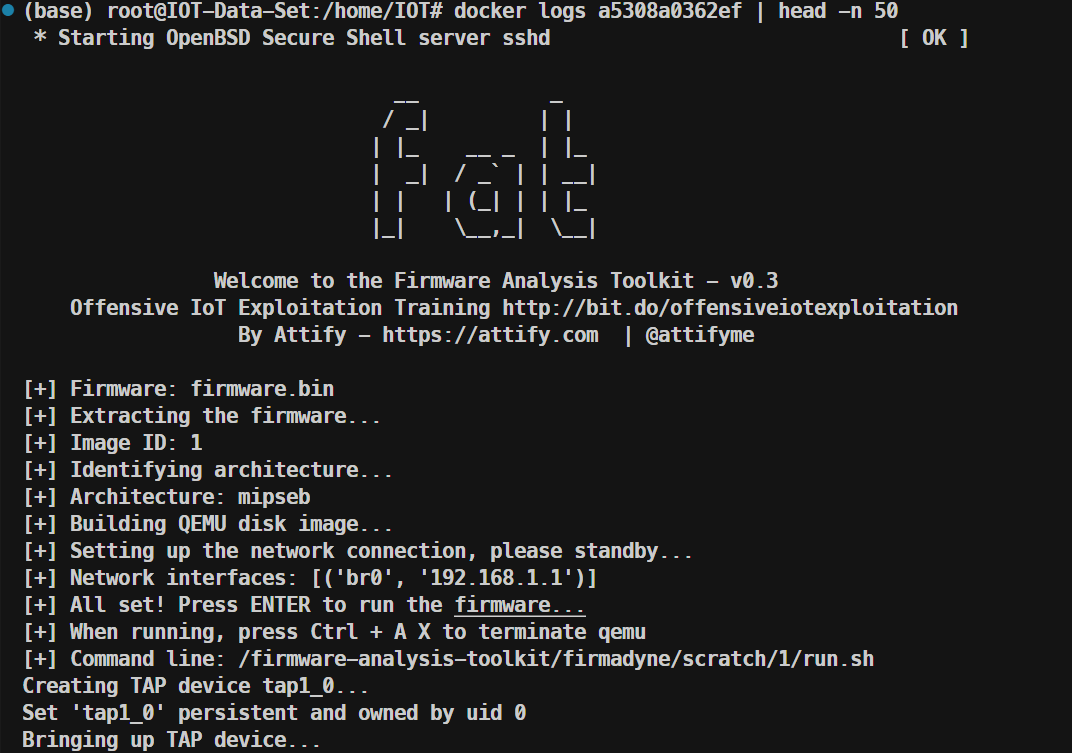 (base) root@IOT-Data-Set:/home/IOT# docker logs a5308a0362ef | head -n 50
 * Starting OpenBSD Secure Shell server sshd                             [ OK ]
fat
Welcome to the Firmware Analysis Toolkit - v0.3
Offensive IoT Exploitation Training http://bit.do/offensiveiotexploitation
By Attify - https://attify.com  | @attifyme
[+] Firmware: firmware.bin
[+] Extracting the firmware...
[+] Image ID: 1
[+] Identifying architecture...
[+] Architecture: mipseb
[+] Building QEMU disk image...
[+] Setting up the network connection, please standby...
[+] Network interfaces: [('br0', '192.168.1.1')]
[+] All set! Press ENTER to run the firmware...
[+] When running, press Ctrl + A X to terminate qemu
[+] Command line: /firmware-analysis-toolkit/firmadyne/scratch/1/run.sh
Creating TAP device tap1_0...
Set 'tap1_0' persistent and owned by uid 0
Bringing up TAP device...